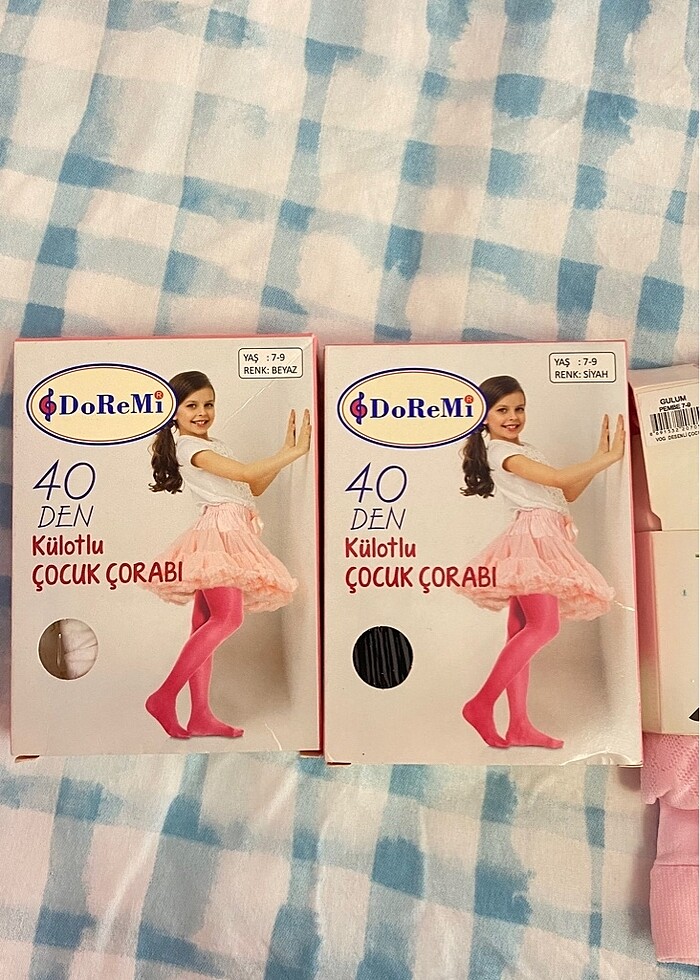 YAŞ : 7-9
RENK: BEYAZ
DoReMi®
40
DEN
Külotlu
ÇOCUK ÇORABI
YAŞ : 7-9
RENK: SİYAH
DoReMi®
40
DEN
Külotlu
ÇOCUK ÇORABI
GULUM
PEMBE 7-9